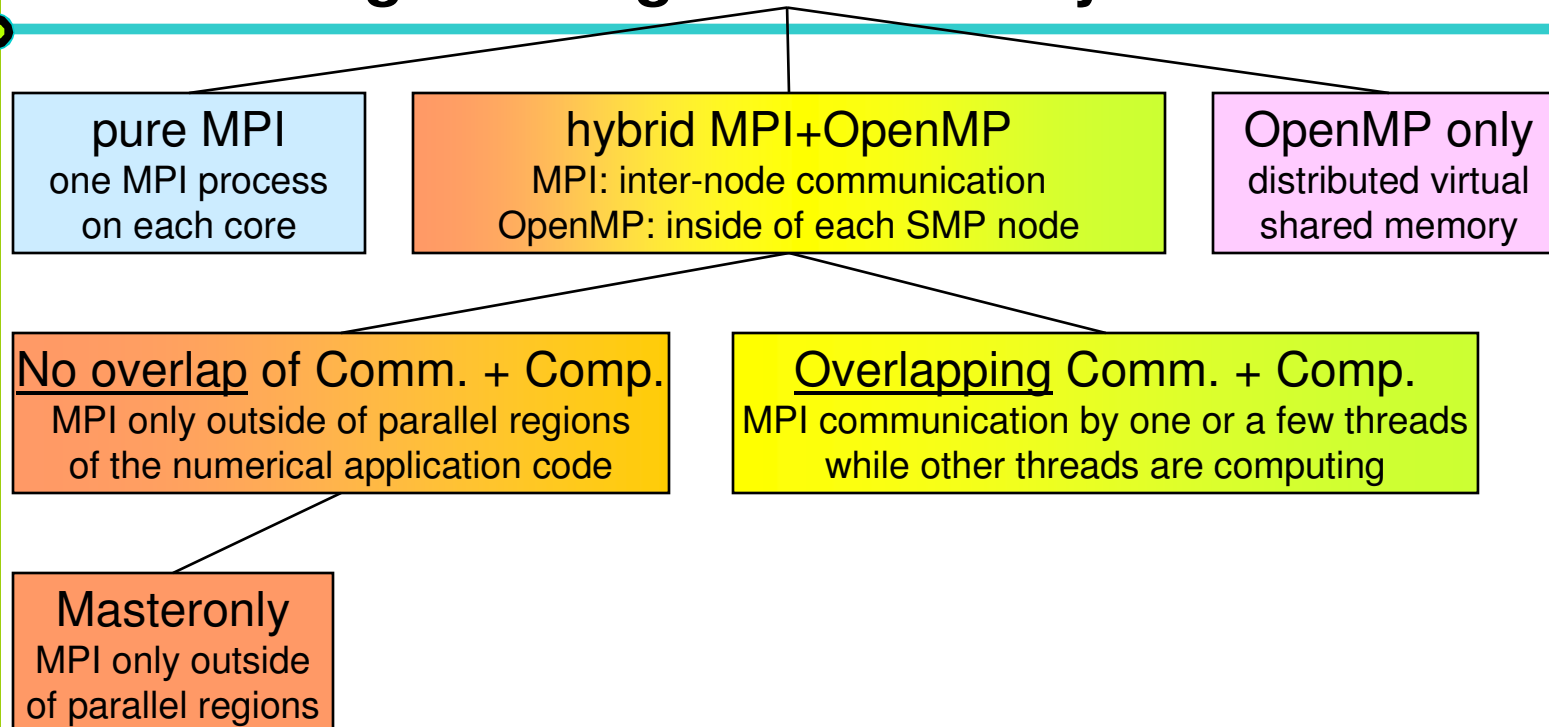 pure MPI
one MPI process
on each core
hybrid MPI+OpenMP
MPI: inter-node communication
OpenMP: inside of each SMP node
OpenMP only
distributed virtual
shared memory
No overlap of Comm. + Comp.
MPI only outside of parallel regions
of the numerical application code
Overlapping Comm. + Comp.
MPI communication by one or a few threads
while other threads are computing
Masteronly
MPI only outside
of parallel regions